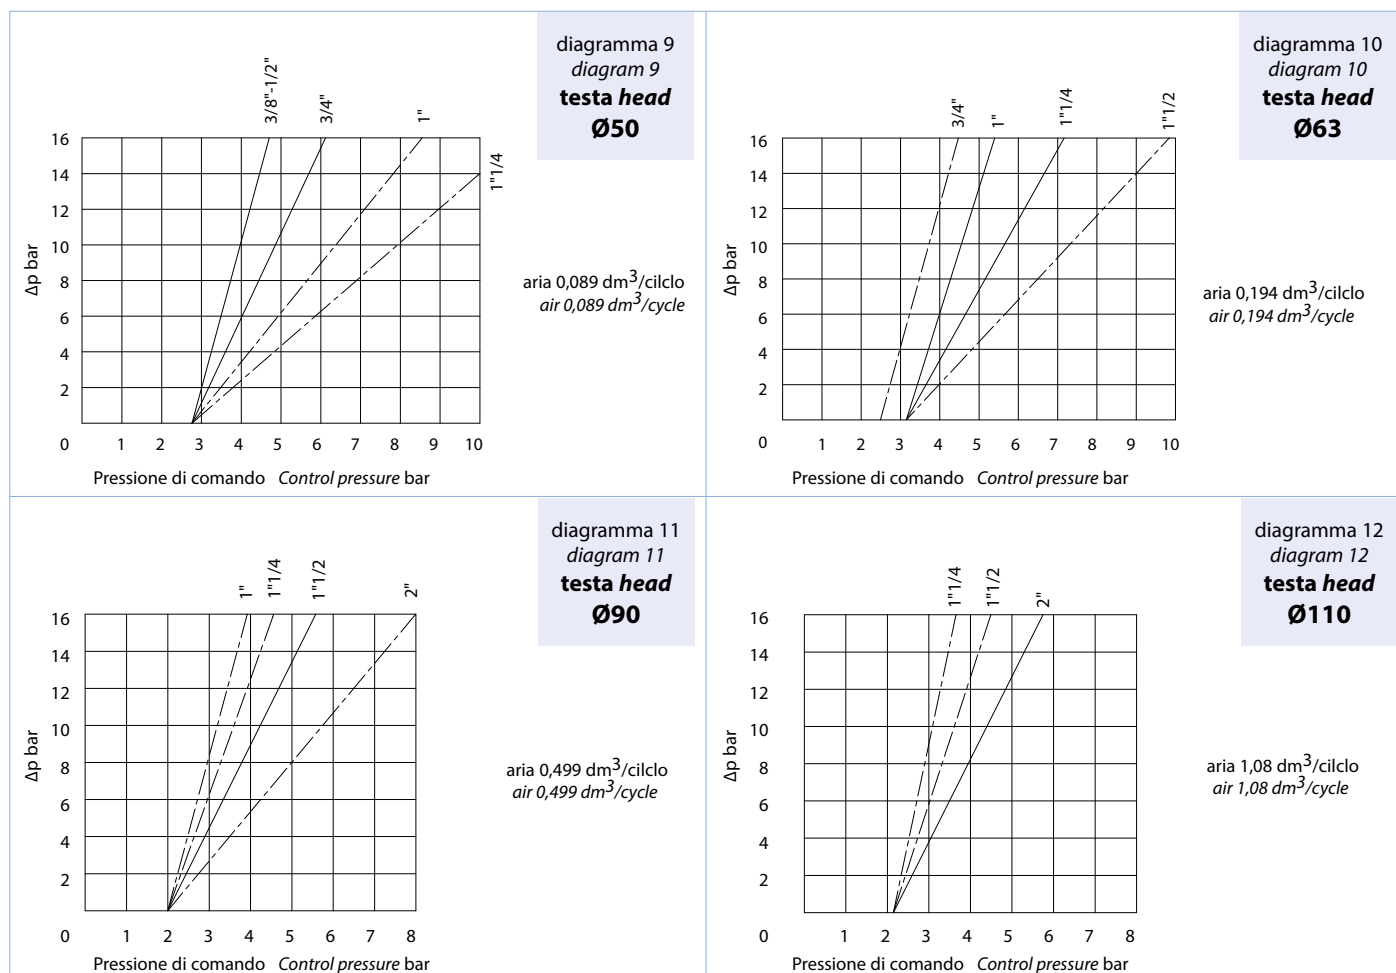 diagramma 9
diagram 9
testa head
Ø50
3/8"-1/2"
3/4"
1"
1"1/4
16
14
12
10
8
6
4
2
Δp bar
0 1 2 3 4 5 6 7 8 9 10
Pressione di comando Control pressure bar
aria 0,089 dm³/cilclo
air 0,089 dm³/cycle
diagramma 10
diagram 10
testa head
Ø63
3/4"
1"
1"1/4
1"1/2
16
14
12
10
8
6
4
2
Δp bar
0 1 2 3 4 5 6 7 8 9 10
Pressione di comando Control pressure bar
aria 0,194 dm³/cilclo
air 0,194 dm³/cycle
diagramma 11
diagram 11
testa head
Ø90
1"
1"1/4
1"1/2
2"
16
14
12
10
8
6
4
2
Δp bar
0 1 2 3 4 5 6 7 8
Pressione di comando Control pressure bar
aria 0,499 dm³/cilclo
air 0,499 dm³/cycle
diagramma 12
diagram 12
testa head
Ø110
1"1/4
1"1/2
2"
16
14
12
10
8
6
4
2
Δp bar
0 1 2 3 4 5 6 7 8
Pressione di comando Control pressure bar
aria 1,08 dm³/cilclo
air 1,08 dm³/cycle